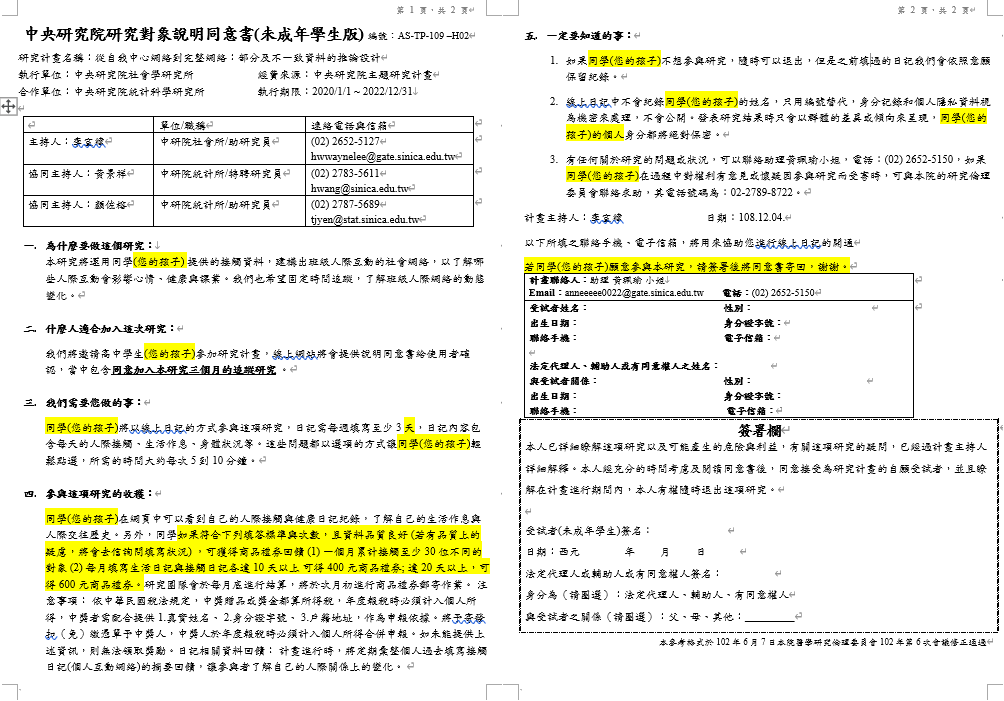 第 1 頁，共 2 頁
中央研究院研究對象說明同意書(未成年學生版) 編號：AS-TP-109 –H02
研究計畫名稱：從自我中心網絡到完整網絡：部分及不一致資料的推論設計
執行單位：中央研究院社會學研究所 經費來源：中央研究院主題研究計畫
合作單位：中央研究院統計科學研究所 執行期限：2020/1/1 ~ 2022/12/31
單位/職稱 連絡電話與信箱
主持人：李宣緯 中研院社會所/助研究員 (02) 2652-5127
hwwaynelee@gate.sinica.edu.tw
協同主持人：黃景祥 中研院統計所/特聘研究員 (02) 2783-5611
hwang@sinica.edu.tw
協同主持人：顏佐榕 中研院統計所/助研究員 (02) 2787-5689
tjyen@stat.sinica.edu.tw
一. 為什麼要做這個研究：
本研究將運用同學(您的孩子)提供的接觸資料，建構出班級人際互動的社會網絡，以了解哪
些人際互動會影響心情、健康與課業。我們也希望固定時間追蹤，了解班級人際網絡的動態
變化。
二. 什麼人適合加入這次研究：
我們將邀請高中學生(您的孩子)參加研究計畫，線上網站將會提供說明同意書給使用者確
認，當中包含同意加入本研究三個月的追蹤研究 。
三. 我們需要您做的事：
同學(您的孩子)將以線上日記的方式參與這項研究，日記需每週填寫至少 3 天，日記內容包
含每天的人際接觸、生活作息、身體狀況等。這些問題都以選項的方式讓同學(您的孩子)輕
鬆點選，所需的時間大約每次 5 到 10 分鐘。
四. 參與這項研究的收穫：
同學(您的孩子)在網頁中可以看到自己的人際接觸與健康日記紀錄，了解自己的生活作息與
人際交往歷史。另外，同學如果符合下列填答標準與次數，且資料品質良好(若有品質上的
疑慮，將會去信詢問填寫狀況) ，可獲得商品禮券回饋 (1) 一個月累計接觸至少 30 位不同的
對象 (2) 每月填寫生活日記與接觸日記各達 10 天以上 可得 400 元商品禮券; 達 20 天以上，可
得 600 元商品禮券。研究團隊會於每月底進行結算，將於次月初進行商品禮券郵寄作業。 注
意事項： 依中華民國稅法規定，中獎贈品或獎金都算所得稅，年度報稅時必須計入個人所
得，中獎者需配合提供 1.真實姓名、2.身分證字號、3.戶籍地址，作為申報依據。將予寄發
扣（免）繳憑單予中獎人，中獎人於年度報稅時必須計入個人所得合併申報。如未能提供上
述資訊，則無法領取獎勵。日記相關資料回饋： 計畫進行時，將定期彙整個人過去填寫接觸
日記(個人互動網絡)的摘要回饋，讓參與者了解自己的人際關係上的變化。
第 2 頁，共 2 頁
五. 一定要知道的事：
1. 如果同學(您的孩子)不想參與研究，隨時可以退出，但是之前填過的日記我們會依照意願
保留紀錄。
2. 線上日記中不會紀錄同學(您的孩子)的姓名，只用編號替代，身分記錄和個人隱私資料視
為機密來處理，不會公開。發表研究結果時只會以群體的差異或傾向來呈現，同學(您的
孩子)的個人身分都將絕對保密。
3. 有任何關於研究的問題或狀況，可以聯絡助理黃珮瑜小姐，電話：(02) 2652-5150，如果
同學(您的孩子)在過程中對權利有意見或懷疑因參與研究而受害時，可與本院的研究倫理
委員會聯絡求助，其電話號碼為：02-2789-8722。
計畫主持人：李宣緯 日期：108.12.04.
以下所填之聯絡手機、電子信箱，將用來協助您進行線上日記的開通
若同學(您的孩子)願意參與本研究，請簽署後將同意書寄回，謝謝。
計畫聯絡人：助理 黃珮瑜 小姐
Email：anneeeee0022@gate.sinica.edu.tw 電話：(02) 2652-5150
受試者姓名： 性別：
出生日期： 身分證字號：
聯絡手機： 電子信箱：
法定代理人、輔助人或有同意權人之姓名：
與受試者關係： 性別：
出生日期： 身分證字號：
聯絡手機： 電子信箱：
簽署欄
本人已詳細瞭解這項研究以及可能產生的危險與利益，有關這項研究的疑問，已經過計畫主持人
詳細解釋。本人經充分的時間考慮及閱讀同意書後，同意接受為研究計畫的自願受試者，並且瞭
解在計畫進行期間內，本人有權隨時退出這項研究。
受試者(未成年學生)簽名：
日期：西元 年 月 日
法定代理人或輔助人或有同意權人簽名：
身分為（請圈選）：法定代理人、輔助人、有同意權人
與受試者之關係（請圈選）：父、母、其他：
本參考格式於 102 年 6 月 7 日本院醫學研究倫理委員會 102 年第 6 次會議修正通過